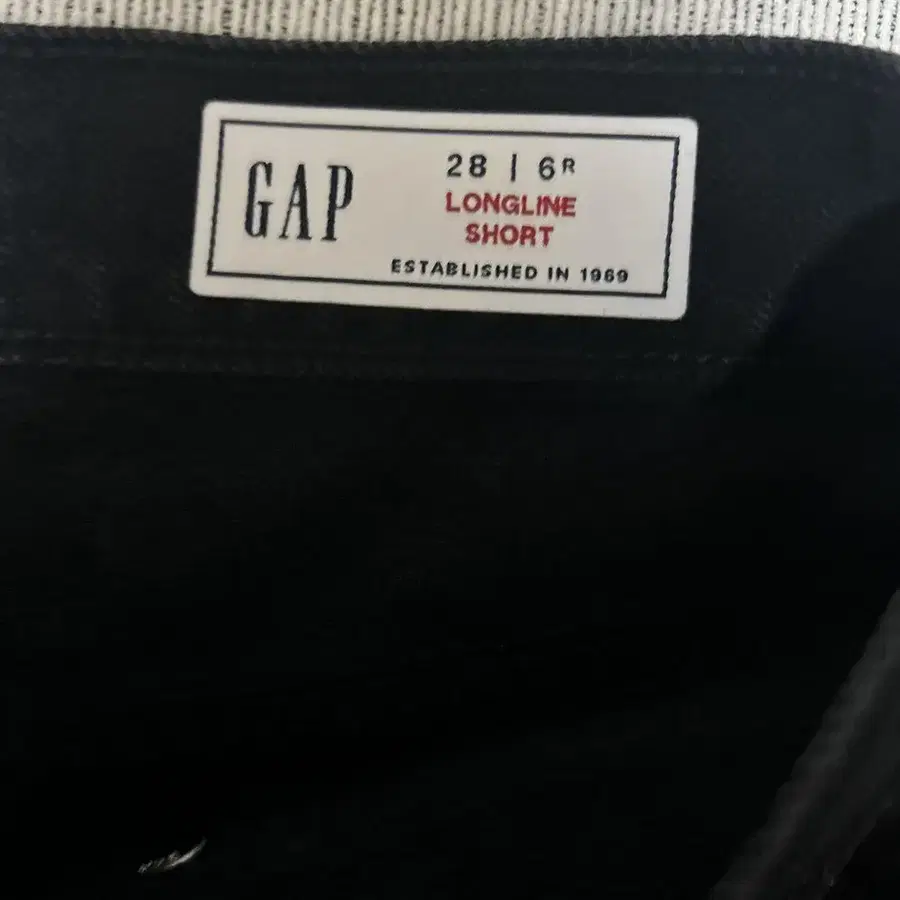 GAP
28 | 6R
LONGLINE
SHORT
ESTABLISHED IN 1969